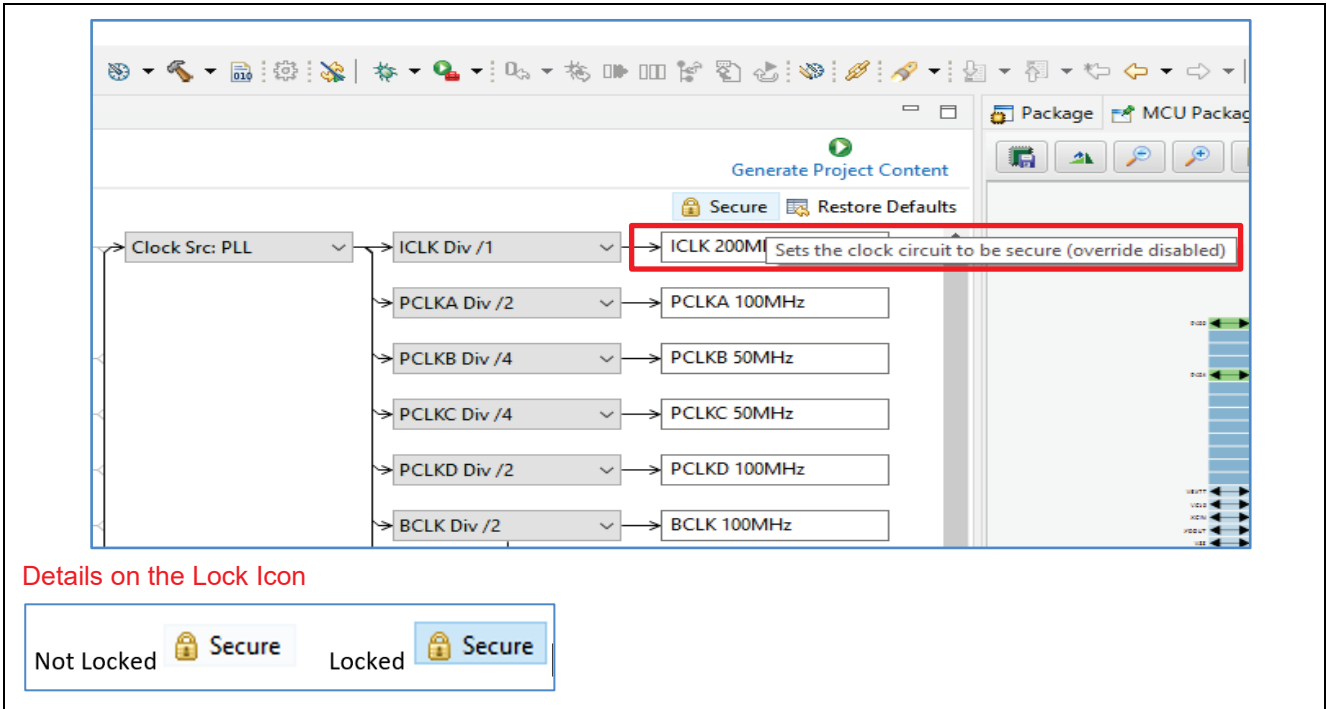 010
Package
MCU Packag
Generate Project Content
Secure
Restore Defaults
Clock Src: PLL
ICLK Div /1
ICLK 200M
Sets the clock circuit to be secure (override disabled)
PCLKA Div /2
PCLKA 100MHz
PCLKB Div /4
PCLKB 50MHz
PCLKC Div /4
PCLKC 50MHz
PCLKD Div /2
PCLKD 100MHz
BCLK Div /2
BCLK 100MHz
Details on the Lock Icon
Not Locked
Secure
Locked
Secure